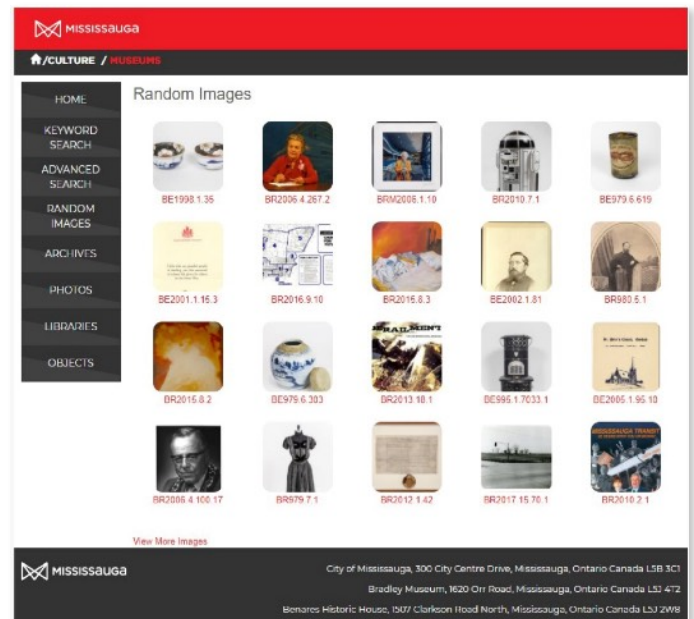 MISSISSAUGA
/CULTURE / MUSEUMS
HOME
KEYWORD
SEARCH
ADVANCED
SEARCH
RANDOM
IMAGES
ARCHIVES
PHOTOS
LIBRARIES
OBJECTS
Random Images
BE1998.1.35
BR2006.4.267.2
BRM2006.1.10
BR2010.7.1
BE979.6.619
BE2001.1.15.3
BR2016.9.10
BR2015.8.3
BE2002.1.81
BR980.5.1
RAILMENT
BR2015.8.2
BE979.6.303
BR2013.18.1
BE995.1.7033.1
BE2005.1.95.10
MISSISSAUGA TRANSIT
BR2006.4.100.17
BR979.7.1
BR2012.1.42
BR2017.15.70.1
BR2010.2.1
View More Images
MISSISSAUGA
City of Mississauga, 300 City Centre Drive, Mississauga, Ontario Canada L5B 3C1
Bradley Museum, 1620 Orr Road, Mississauga, Ontario Canada L5J 4T2
Benares Historic House, 1507 Clarkson Road North, Mississauga, Ontario Canada L5J 2W8